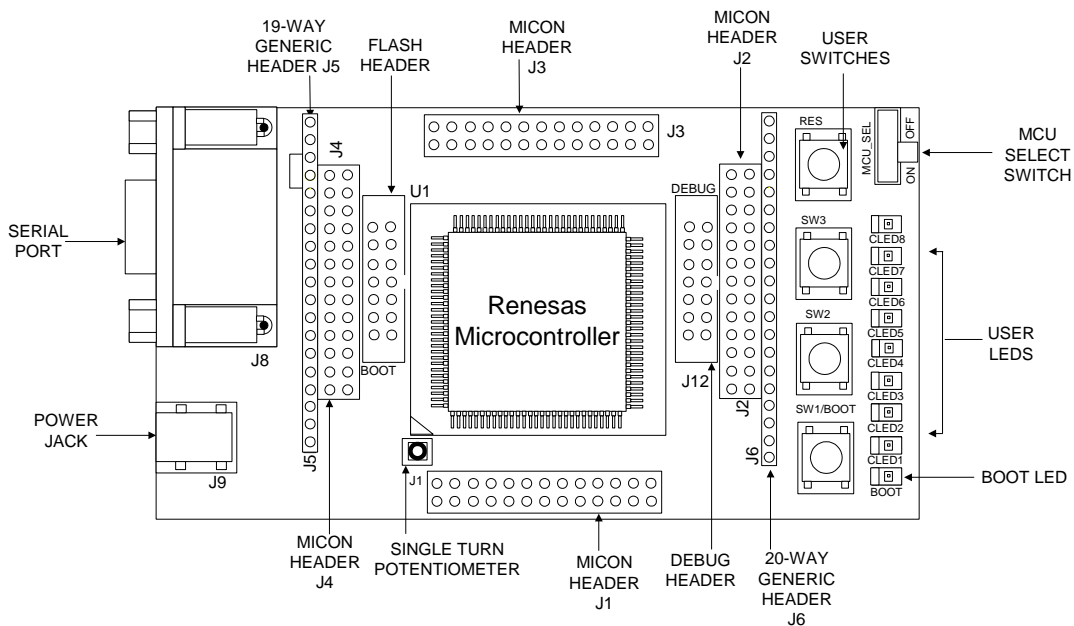 19-WAY
GENERIC
HEADER J5
FLASH
HEADER
MICON
HEADER
J3
MICON
HEADER
J2
USER
SWITCHES
MCU
SELECT
SWITCH
SERIAL
PORT
POWER
JACK
USER
LEDS
BOOT LED
MICON
HEADER
J4
SINGLE TURN
POTENTIOMETER
MICON
HEADER
J1
DEBUG
HEADER
20-WAY
GENERIC
HEADER
J6
J3
J4
U1
DEBUG
RES
MCU_SEL
OFF
ON
SW3
SW2
SW1/BOOT
CLED8
CLED7
CLED6
CLED5
CLED4
CLED3
CLED2
CLED1
BOOT
Renesas
Microcontroller
J8
BOOT
J12
J2
J9
J5
J1
J6